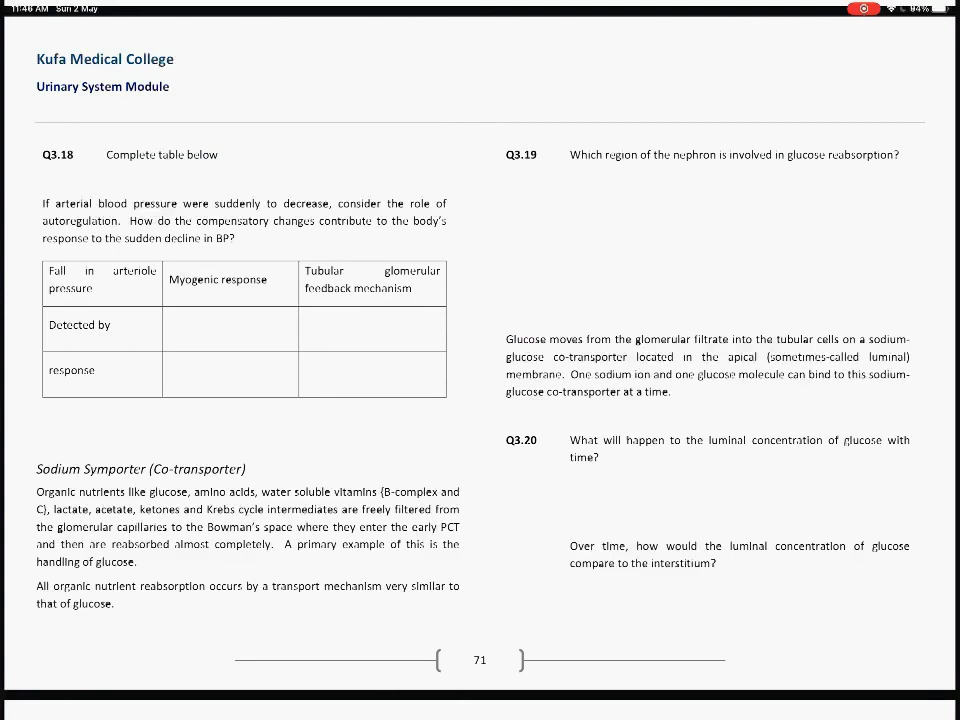 11:46 AM Sun 2 May
94%
Kufa Medical College
Urinary System Module
Q3.18 Complete table below
If arterial blood pressure were suddenly to decrease, consider the role of
autoregulation. How do the compensatory changes contribute to the body's
response to the sudden decline in BP?
Fall in arteriole
pressure
Myogenic response
Tubular glomerular
feedback mechanism
Detected by
response
Sodium Symporter (Co-transporter)
Organic nutrients like glucose, amino acids, water soluble vitamins {B-complex and
C}, lactate, acetate, ketones and Krebs cycle intermediates are freely filtered from
the glomerular capillaries to the Bowman's space where they enter the early PCT
and then are reabsorbed almost completely. A primary example of this is the
handling of glucose.
All organic nutrient reabsorption occurs by a transport mechanism very similar to
that of glucose.
Q3.19 Which region of the nephron is involved in glucose reabsorption?
Glucose moves from the glomerular filtrate into the tubular cells on a sodium-
glucose co-transporter located in the apical (sometimes-called luminal)
membrane. One sodium ion and one glucose molecule can bind to this sodium-
glucose co-transporter at a time.
Q3.20 What will happen to the luminal concentration of glucose with
time?
Over time, how would the luminal concentration of glucose
compare to the interstitium?
71